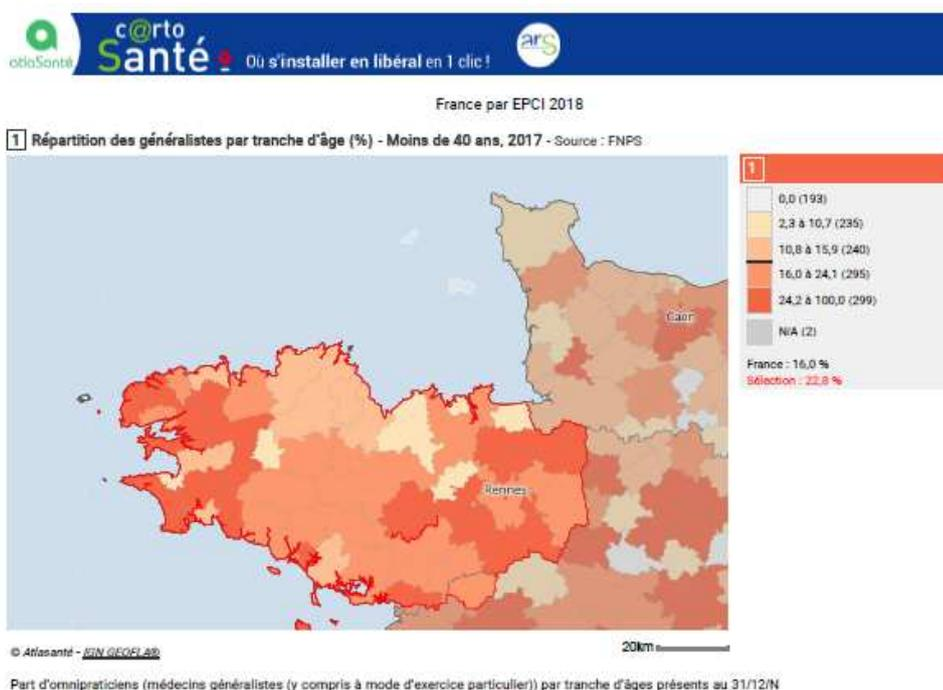 atlaSanté
c@rto
Santé
Où s'installer en libéral en 1 clic !
ars
France par EPCI 2018
1 Répartition des généralistes par tranche d'âge (%) - Moins de 40 ans, 2017 - Source : FNPS
1
0,0 (193)
2,3 à 10,7 (235)
10,8 à 15,9 (240)
16,0 à 24,1 (295)
24,2 à 100,0 (299)
N/A (2)
France : 16,0 %
Sélection : 22,8 %
Caen
Rennes
© Atlasanté - IGN GEOFLA®
20km
Part d'omnipraticiens (médecins généralistes (y compris à mode d'exercice particulier)) par tranche d'âges présents au 31/12/N